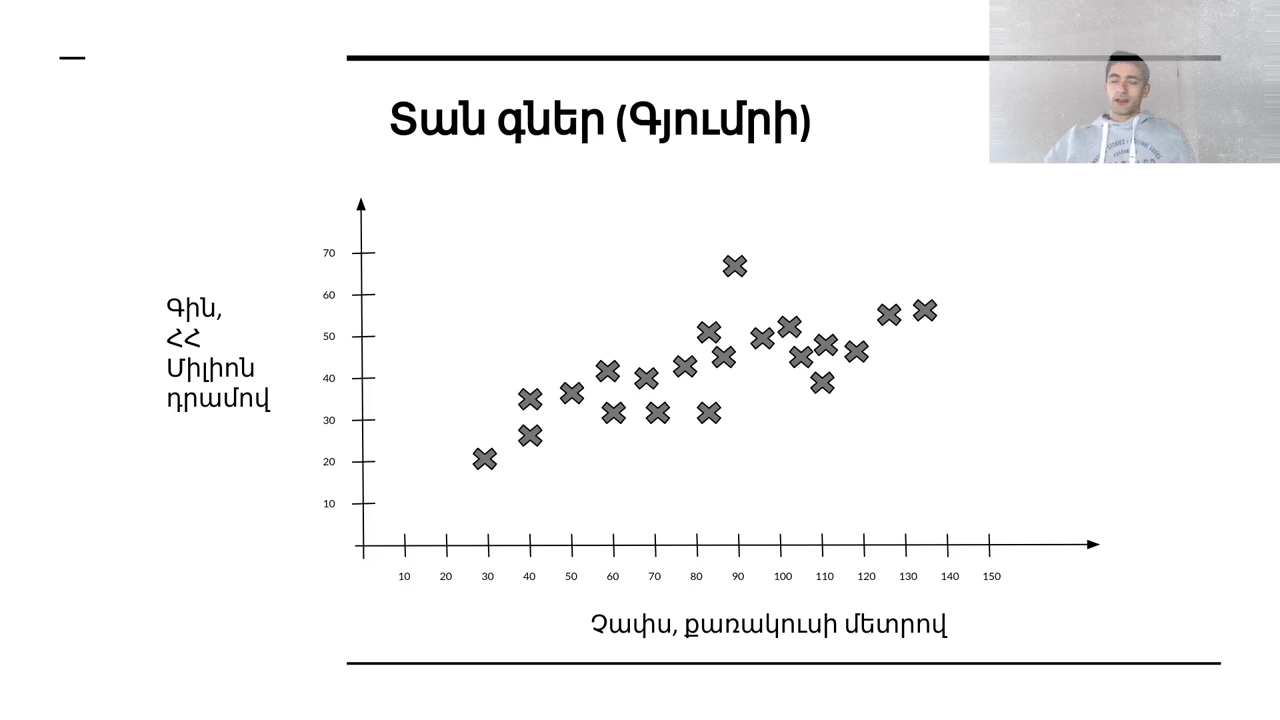 Տան գներ (Գյումրի)
Գին,
ՀՀ
Միլիոն
դրամով
70
60
50
40
30
20
10
10 20 30 40 50 60 70 80 90 100 110 120 130 140 150
Չափս, քառակուսի մետրով